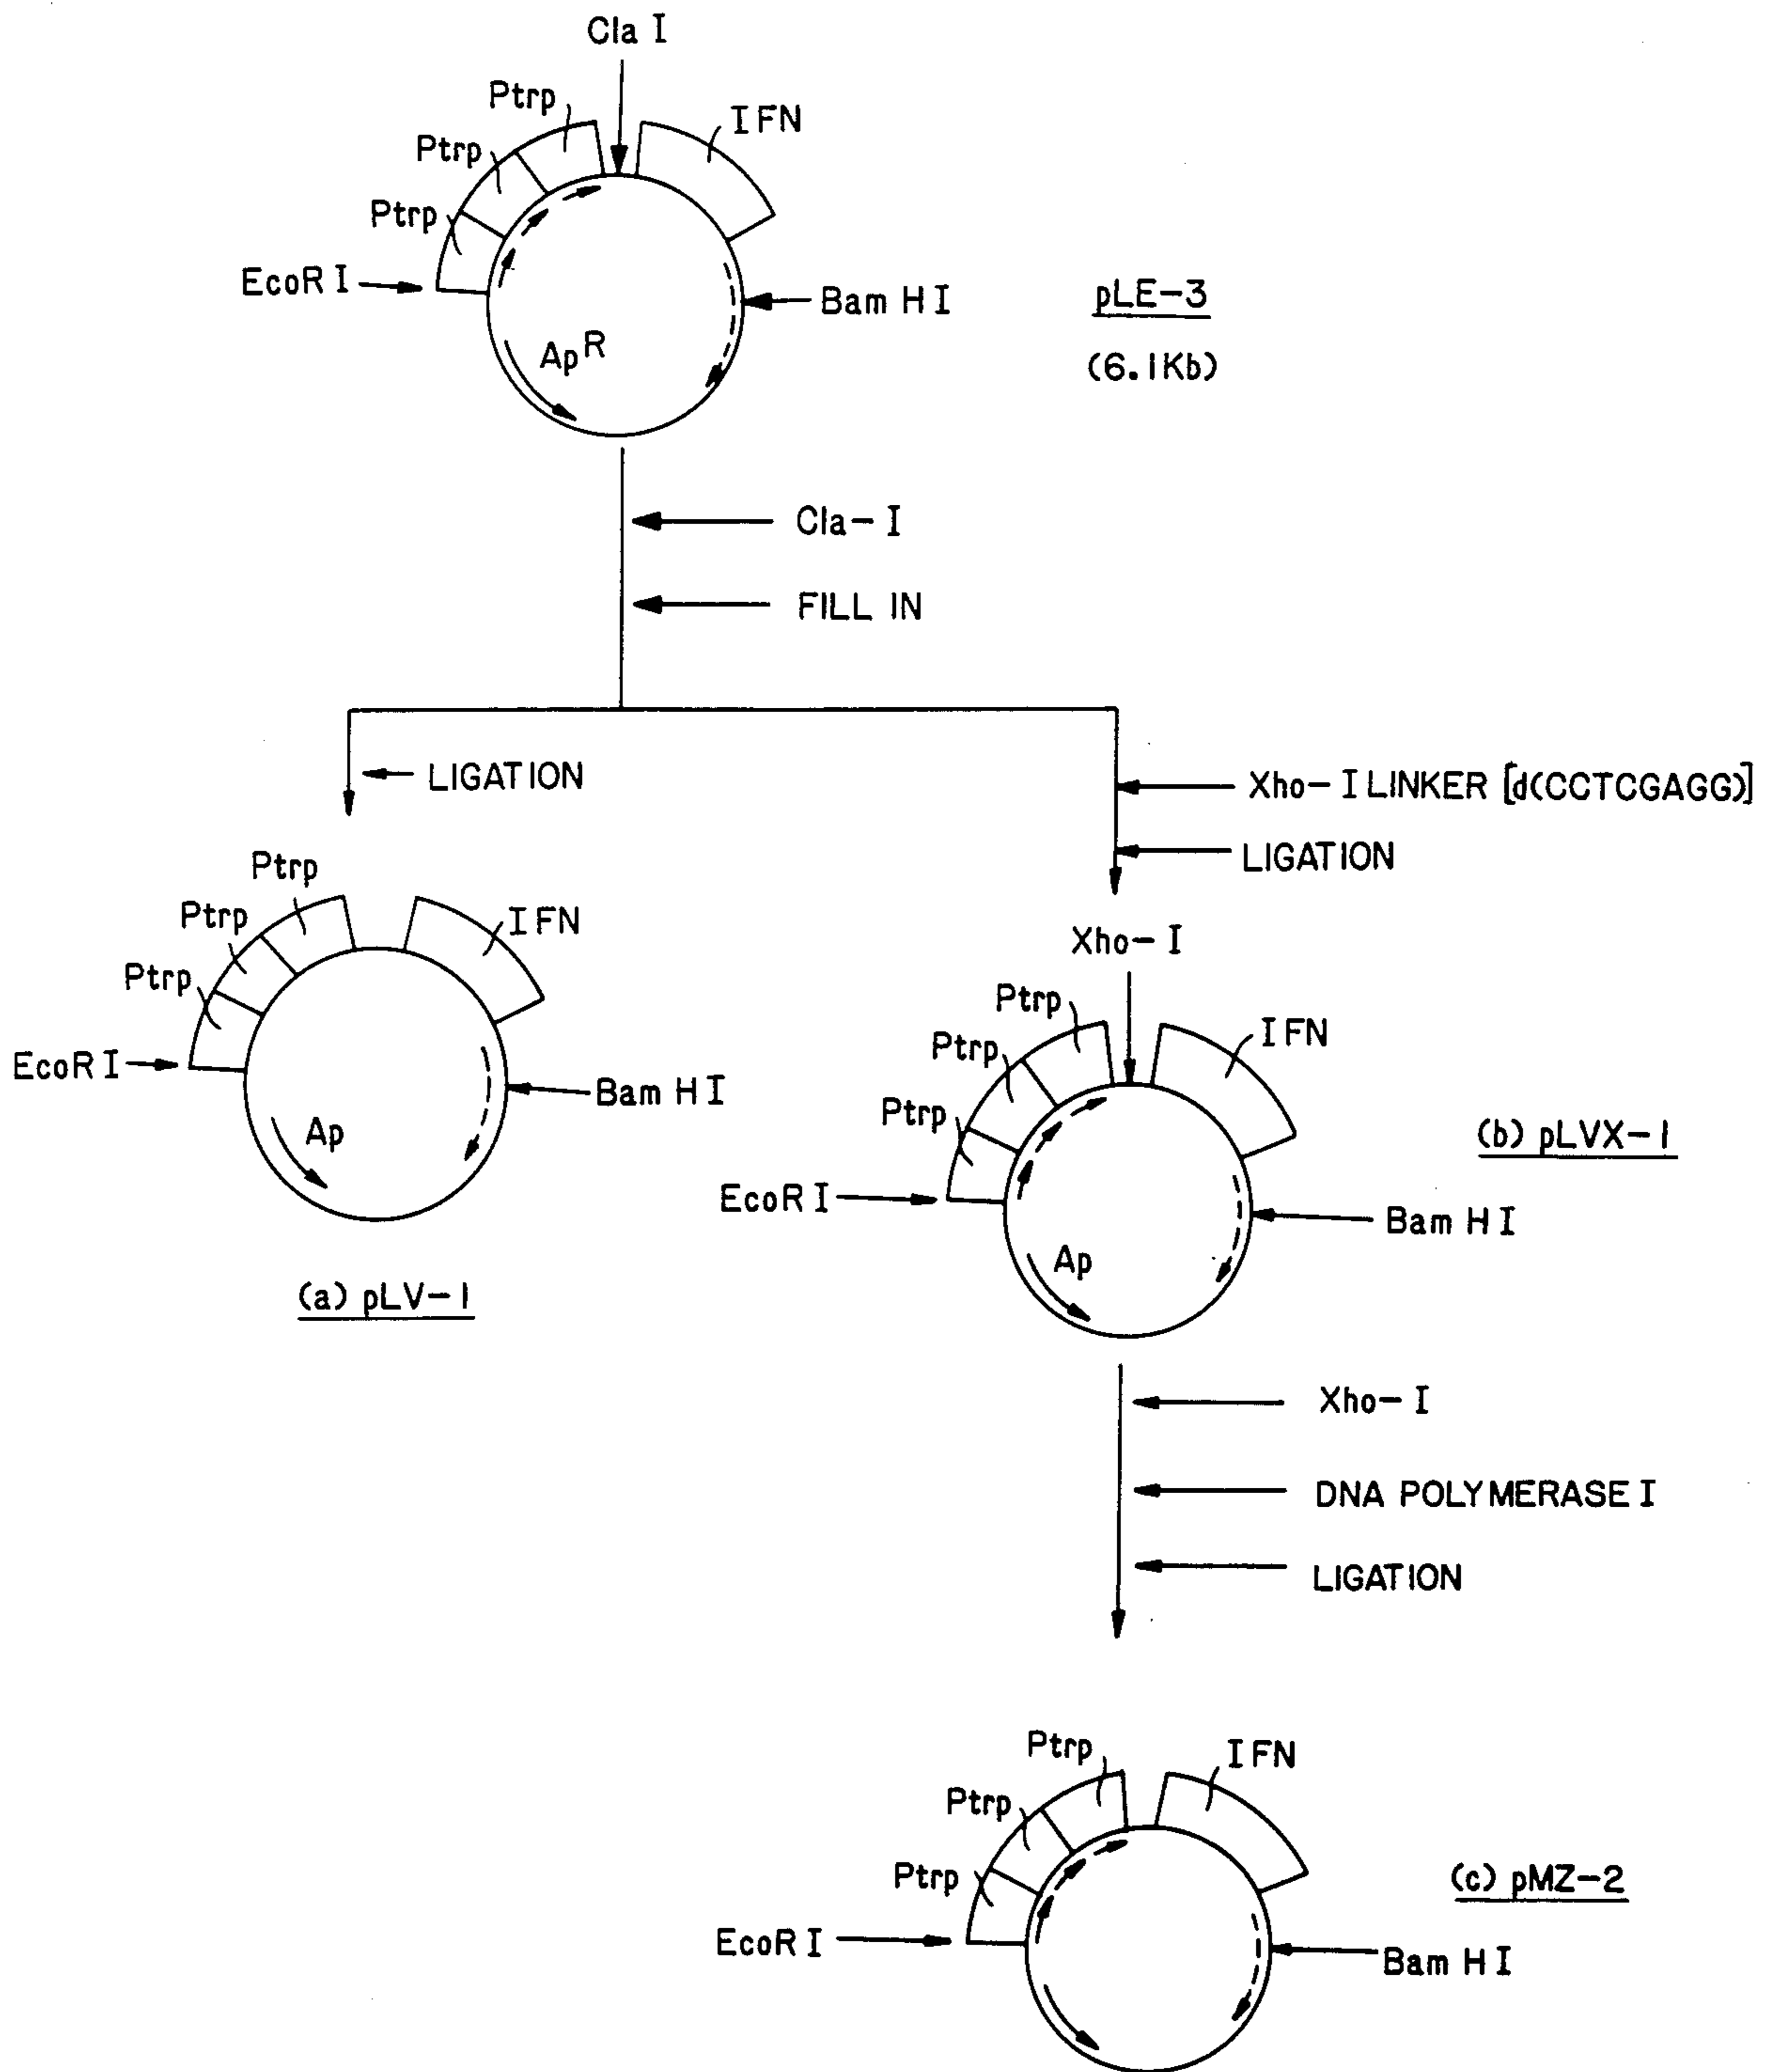 Cla I
Ptrp
IFN
Ptrp
Ptrp
EcoR I
Bam H I
pLE-3
Ap R
(6.1Kb)
Cla-I
FILL IN
LIGATION
Xho-I LINKER [d(CCTCGAGG)]
LIGATION
Ptrp
Ptrp
IFN
Ptrp
EcoR I
Bam H I
Ap
(a) pLV-1
Xho-I
Ptrp
IFN
Ptrp
Ptrp
(b) pLVX-1
EcoR I
Bam H I
Ap
Xho-I
DNA POLYMERASE I
LIGATION
Ptrp
IFN
Ptrp
Ptrp
(c) pMZ-2
EcoR I
Bam H I